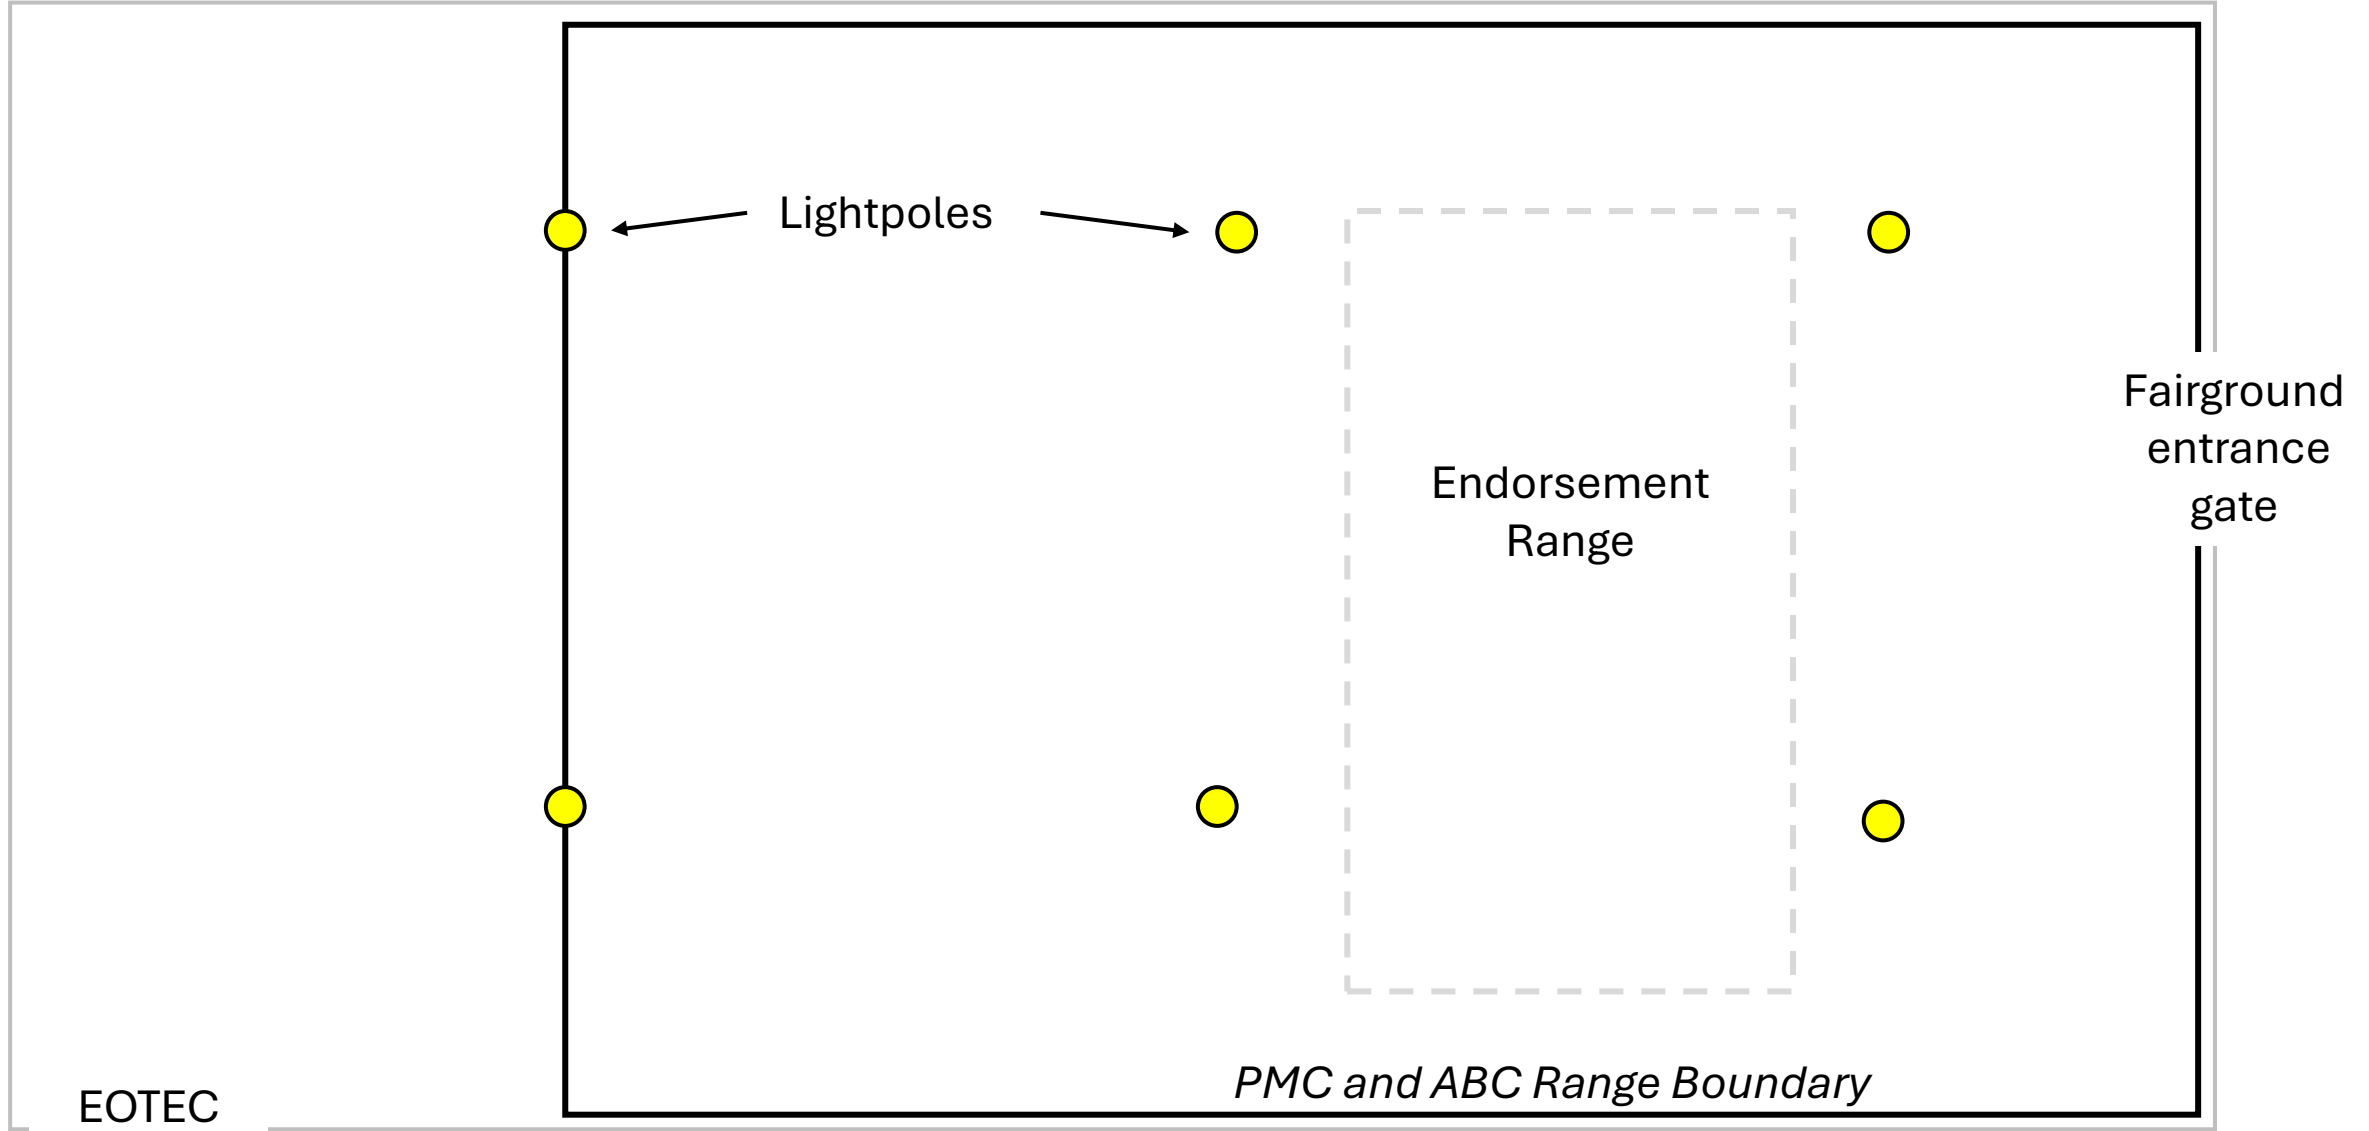 Lightpoles
Fairground
entrance
gate
Endorsement
Range
PMC and ABC Range Boundary
EOTEC